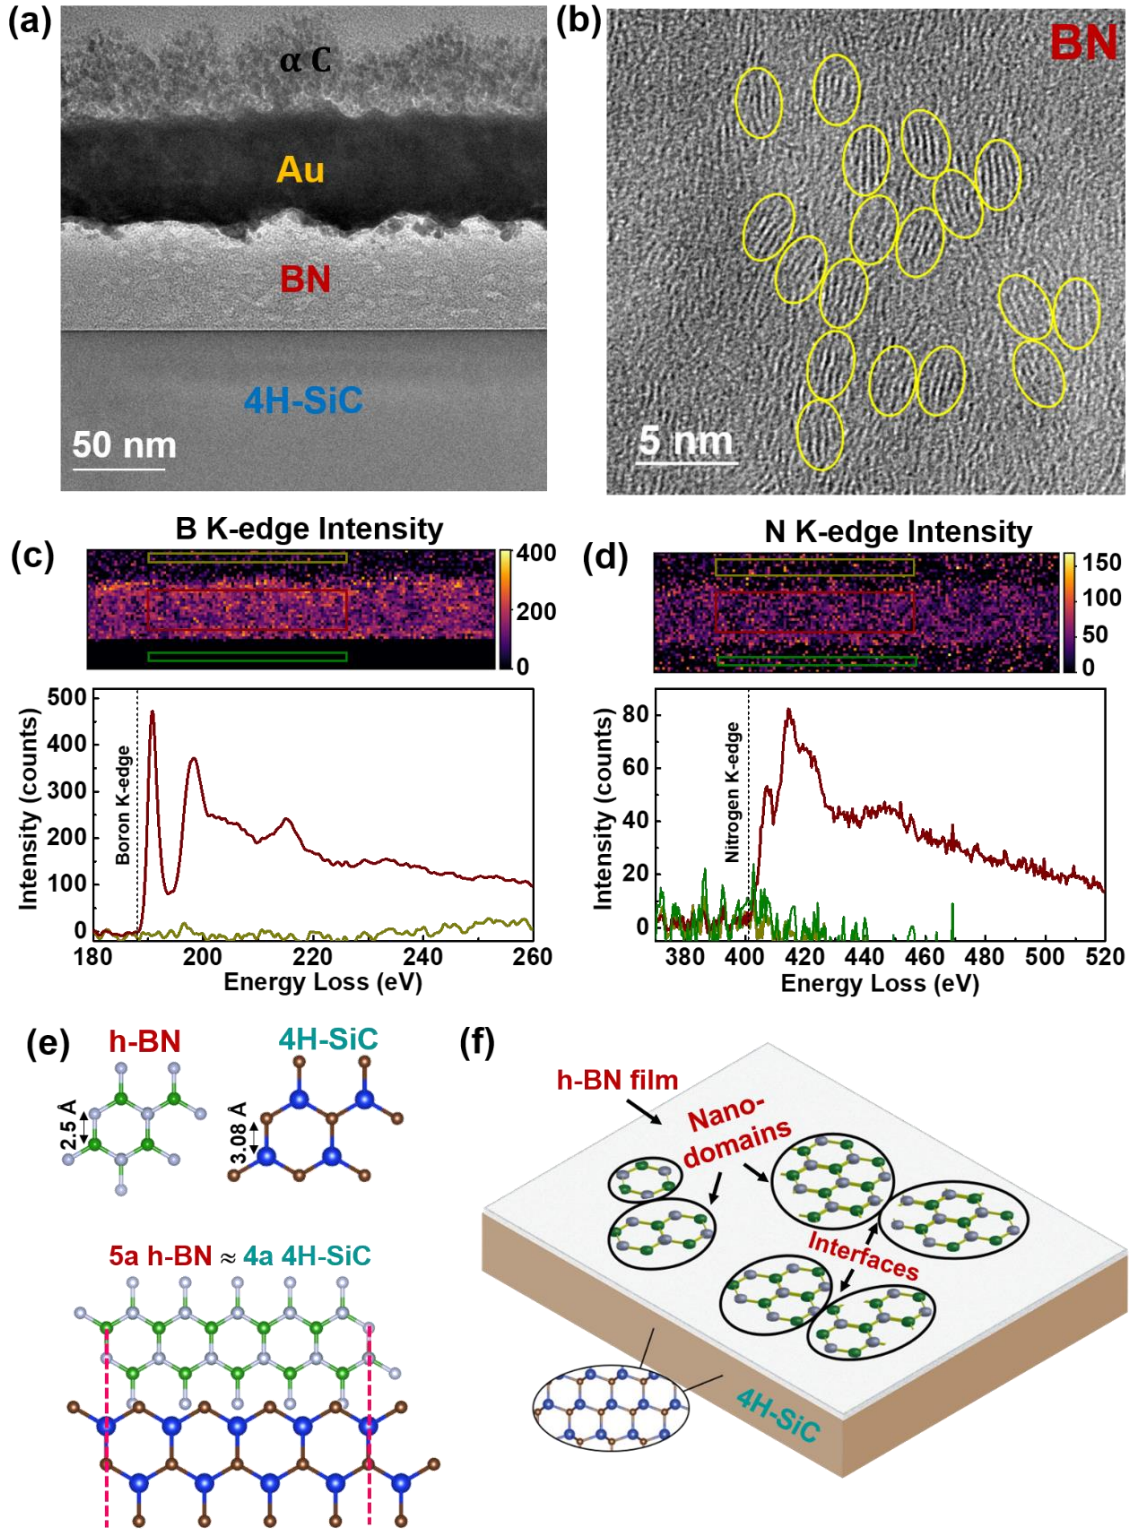 (a)
α C
Au
BN
4H-SiC
50 nm
(b)
BN
5 nm
(c)
B K-edge Intensity
400
200
0
500
400
300
200
100
0
Intensity (counts)
Boron K-edge
180 200 220 240 260
Energy Loss (eV)
(d)
N K-edge Intensity
150
100
50
0
80
60
40
20
0
Intensity (counts)
Nitrogen K-edge
380 400 420 440 460 480 500 520
Energy Loss (eV)
(e)
h-BN
4H-SiC
2.5 Å
3.08 Å
5a h-BN ≈ 4a 4H-SiC
(f)
h-BN film
Nano-
domains
Interfaces
4H-SiC